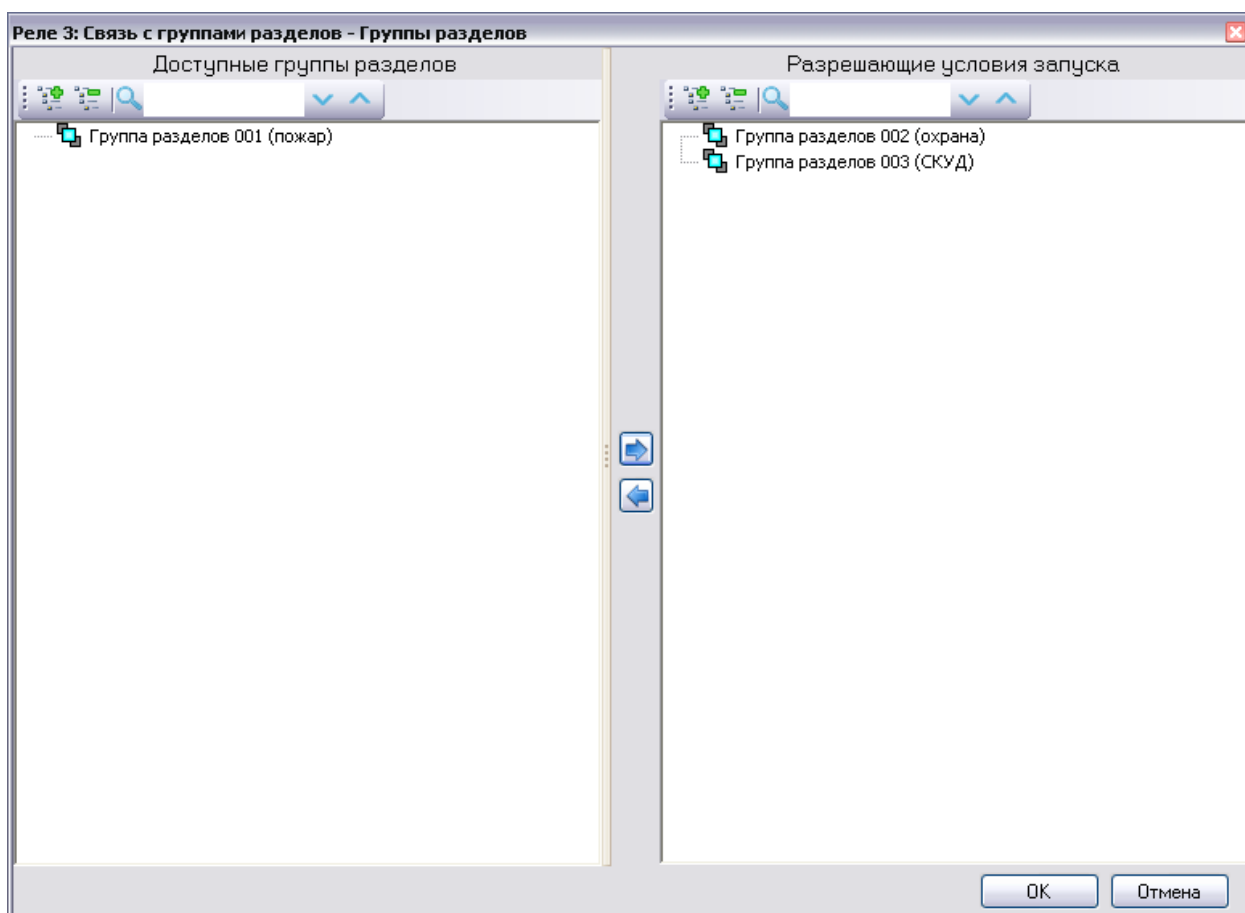 Реле 3: Связь с группами разделов - Группы разделов
Доступные группы разделов
Группа разделов 001 (пожар)
Разрешающие условия запуска
Группа разделов 002 (охрана)
Группа разделов 003 (СКУД)
OK
Отмена